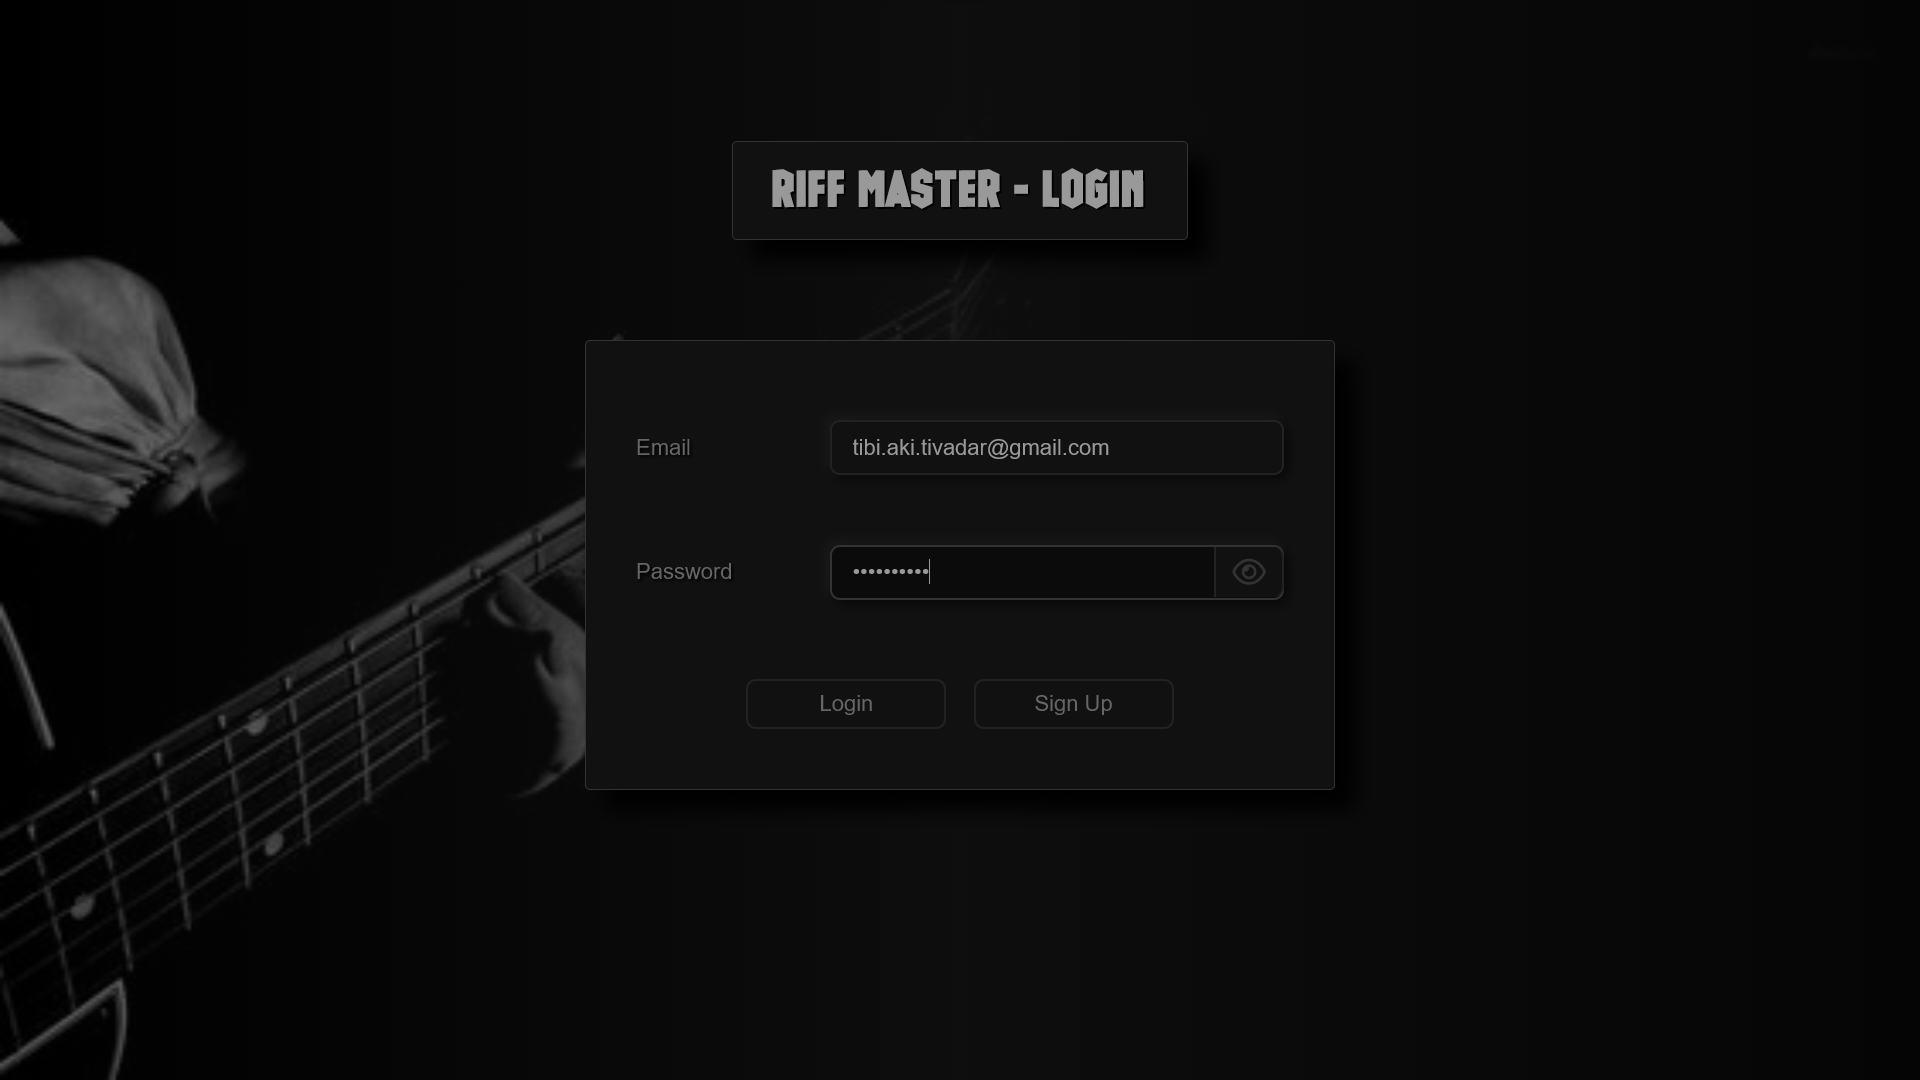 RIFF MASTER - LOGIN
Email
tibi.aki.tivadar@gmail.com
Password
••••••••••
Login
Sign Up